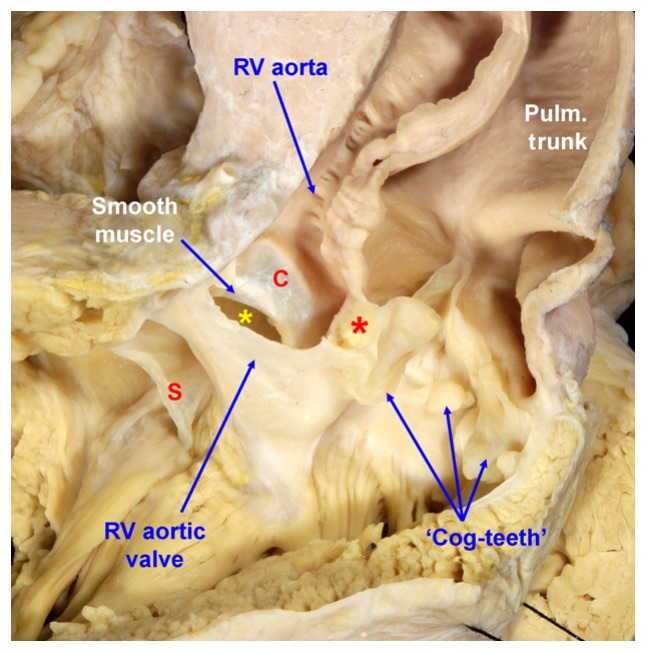 RV aorta
Pulm.
trunk
Smooth
muscle
C
*
*
S
RV aortic
valve
‘Cog-teeth’